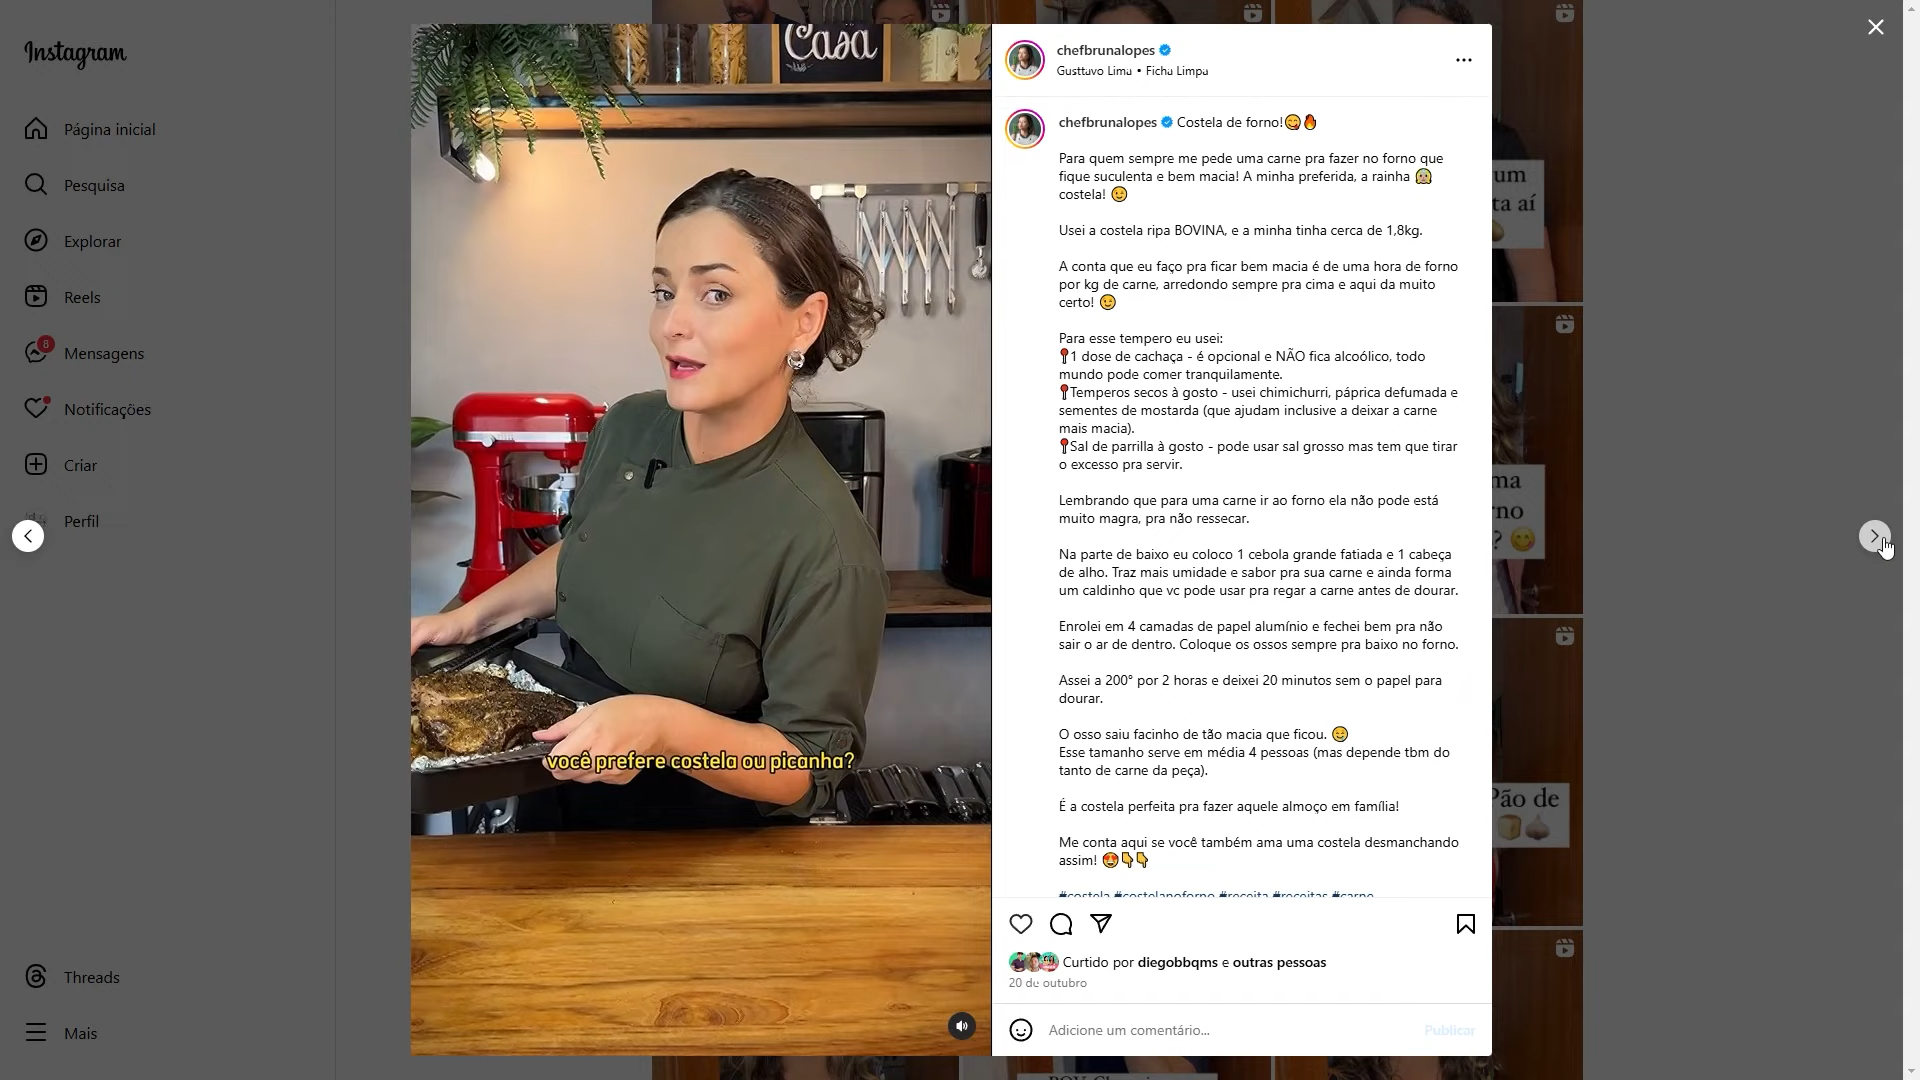 Instagram
Página inicial
Pesquisa
Explorar
Reels
8
Mensagens
Notificações
Criar
Perfil
Threads
Mais
Casa
você prefere costela ou picanha?
chefbrunalopes
Gusttavo Lima • Ficha Limpa
chefbrunalopes Costela de forno!😋🔥
Para quem sempre me pede uma carne pra fazer no forno que
fique suculenta e bem macia! A minha preferida, a rainha 👸
costela! 😉
Usei a costela ripa BOVINA, e a minha tinha cerca de 1,8kg.
A conta que eu faço pra ficar bem macia é de uma hora de forno
por kg de carne, arredondo sempre pra cima e aqui da muito
certo! 😉
Para esse tempero eu usei:
📍1 dose de cachaça - é opcional e NÃO fica alcoólico, todo
mundo pode comer tranquilamente.
📍Temperos secos à gosto - usei chimichurri, páprica defumada e
sementes de mostarda (que ajudam inclusive a deixar a carne
mais macia).
📍Sal de parrilla à gosto - pode usar sal grosso mas tem que tirar
o excesso pra servir.
Lembrando que para uma carne ir ao forno ela não pode está
muito magra, pra não ressecar.
Na parte de baixo eu coloco 1 cebola grande fatiada e 1 cabeça
de alho. Traz mais umidade e sabor pra sua carne e ainda forma
um caldinho que vc pode usar pra regar a carne antes de dourar.
Enrolei em 4 camadas de papel alumínio e fechei bem pra não
sair o ar de dentro. Coloque os ossos sempre pra baixo no forno.
Assei a 200° por 2 horas e deixei 20 minutos sem o papel para
dourar.
O osso saiu facinho de tão macia que ficou. 😏
Esse tamanho serve em média 4 pessoas (mas depende tbm do
tanto de carne da peça).
É a costela perfeita pra fazer aquele almoço em família!
Me conta aqui se você também ama uma costela desmanchando
assim! 😍👇👇
#costela #costelanoforno #receita #receitas #carne
Curtido por diegobbqms e outras pessoas
20 de outubro
Adicione um comentário...
Publicar
um
ta aí
ma
rno
?
Pão de